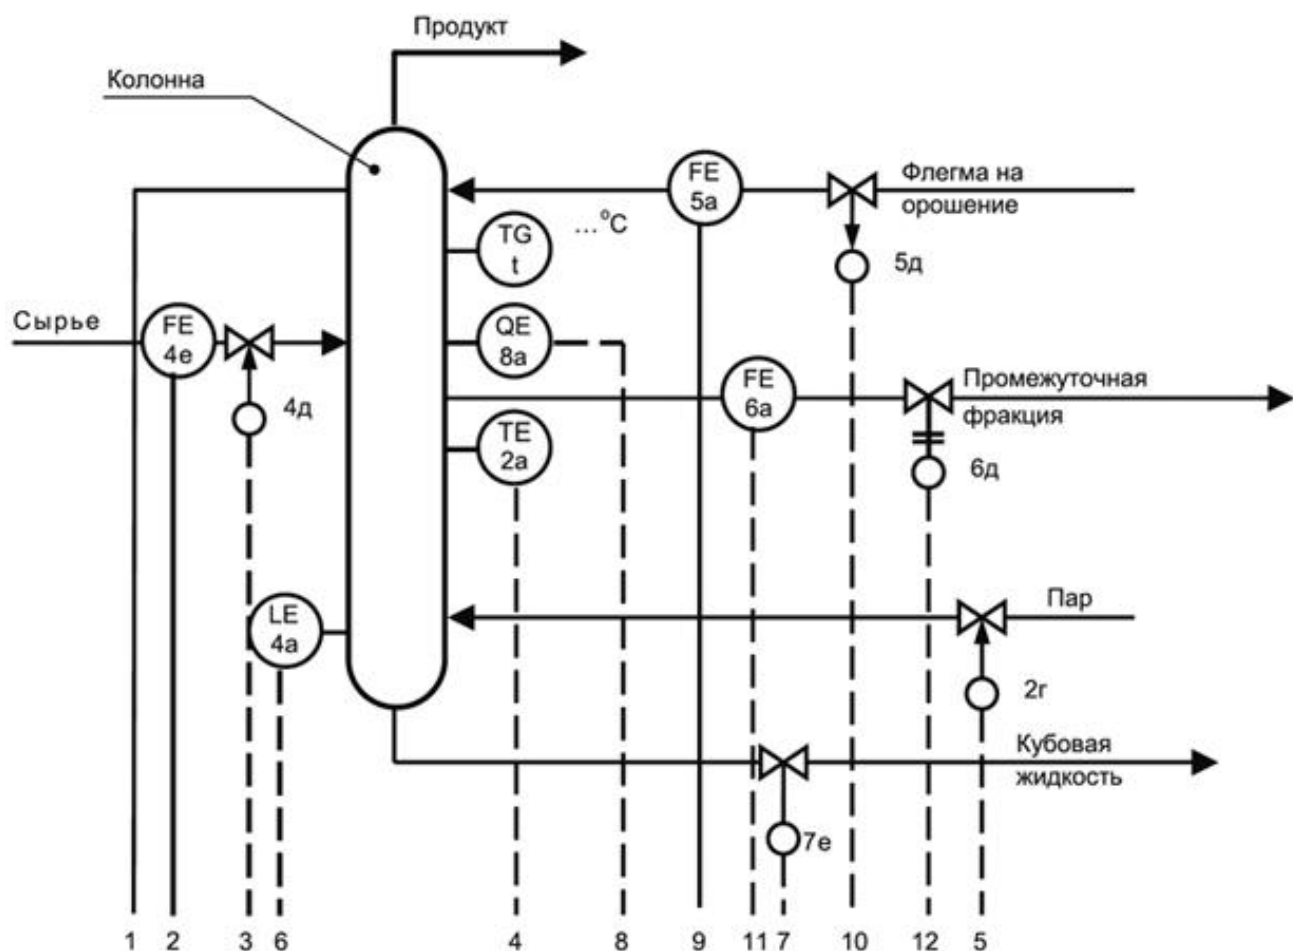 Продукт
Колонна
FE
5а
Флегма на
орошение
TG
t
...°C
5д
Сырье
FE
4е
QE
8а
4д
FE
6а
Промежуточная
фракция
TE
2а
6д
LE
4а
Пар
2г
Кубовая
жидкость
7е
1 2 3 6 4 8 9 11 7 10 12 5